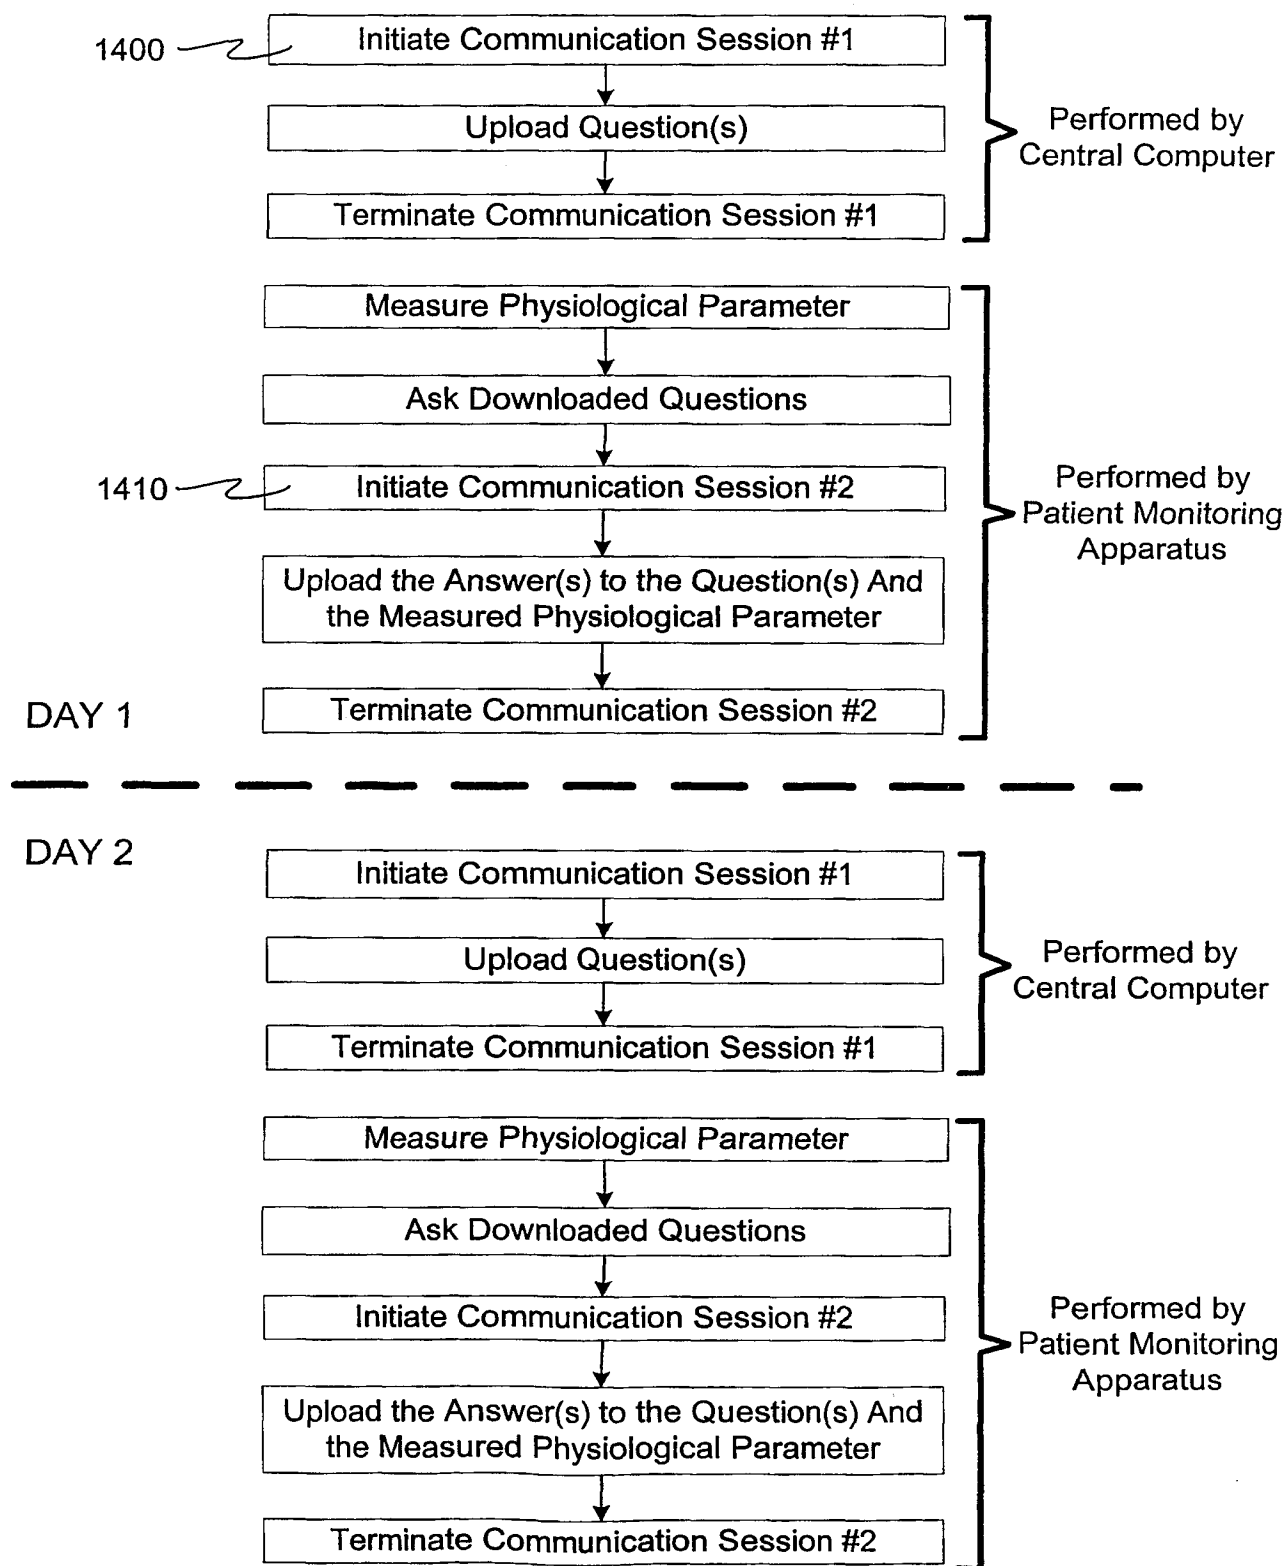 1400
Initiate Communication Session #1
Upload Question(s)
Terminate Communication Session #1
Performed by
Central Computer
Measure Physiological Parameter
Ask Downloaded Questions
1410
Initiate Communication Session #2
Upload the Answer(s) to the Question(s) And
the Measured Physiological Parameter
Terminate Communication Session #2
Performed by
Patient Monitoring
Apparatus
DAY 1
DAY 2
Initiate Communication Session #1
Upload Question(s)
Terminate Communication Session #1
Performed by
Central Computer
Measure Physiological Parameter
Ask Downloaded Questions
Initiate Communication Session #2
Upload the Answer(s) to the Question(s) And
the Measured Physiological Parameter
Terminate Communication Session #2
Performed by
Patient Monitoring
Apparatus